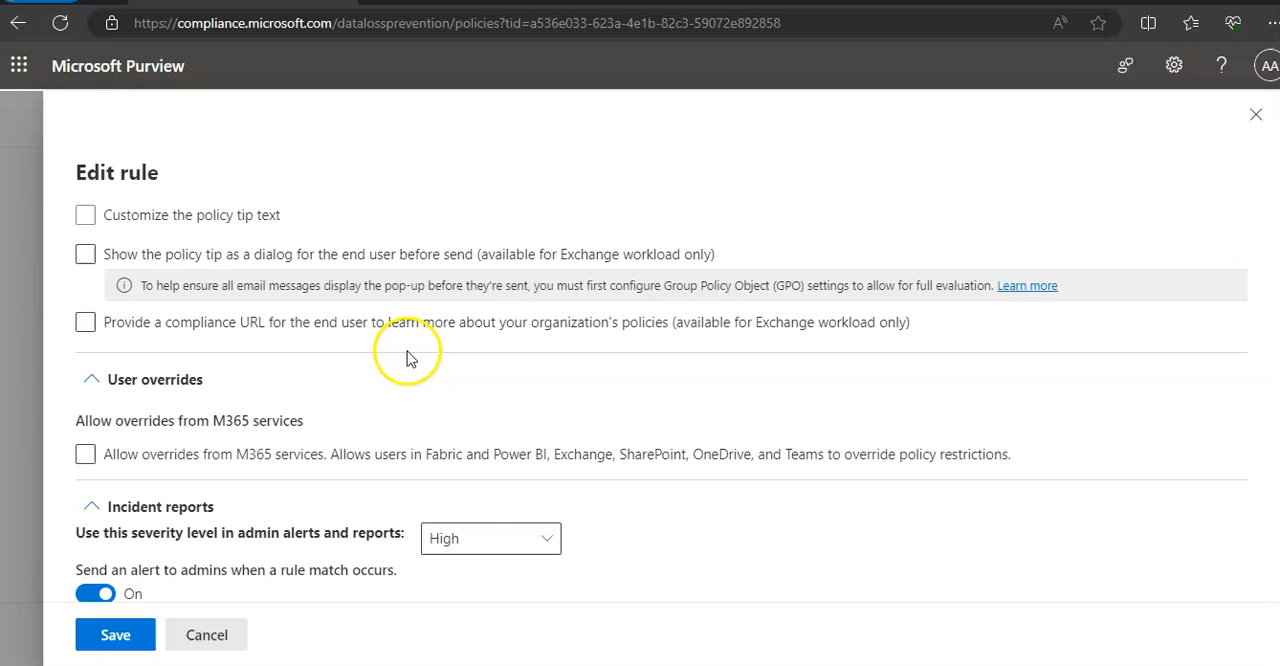 https://compliance.microsoft.com/datalossprevention/policies?tid=a536e033-623a-4e1b-82c3-59072e892858
Microsoft Purview
AA
Edit rule
Customize the policy tip text
Show the policy tip as a dialog for the end user before send (available for Exchange workload only)
To help ensure all email messages display the pop-up before they're sent, you must first configure Group Policy Object (GPO) settings to allow for full evaluation. Learn more
Provide a compliance URL for the end user to learn more about your organization's policies (available for Exchange workload only)
User overrides
Allow overrides from M365 services
Allow overrides from M365 services. Allows users in Fabric and Power BI, Exchange, SharePoint, OneDrive, and Teams to override policy restrictions.
Incident reports
Use this severity level in admin alerts and reports: High
Send an alert to admins when a rule match occurs.
On
Save Cancel